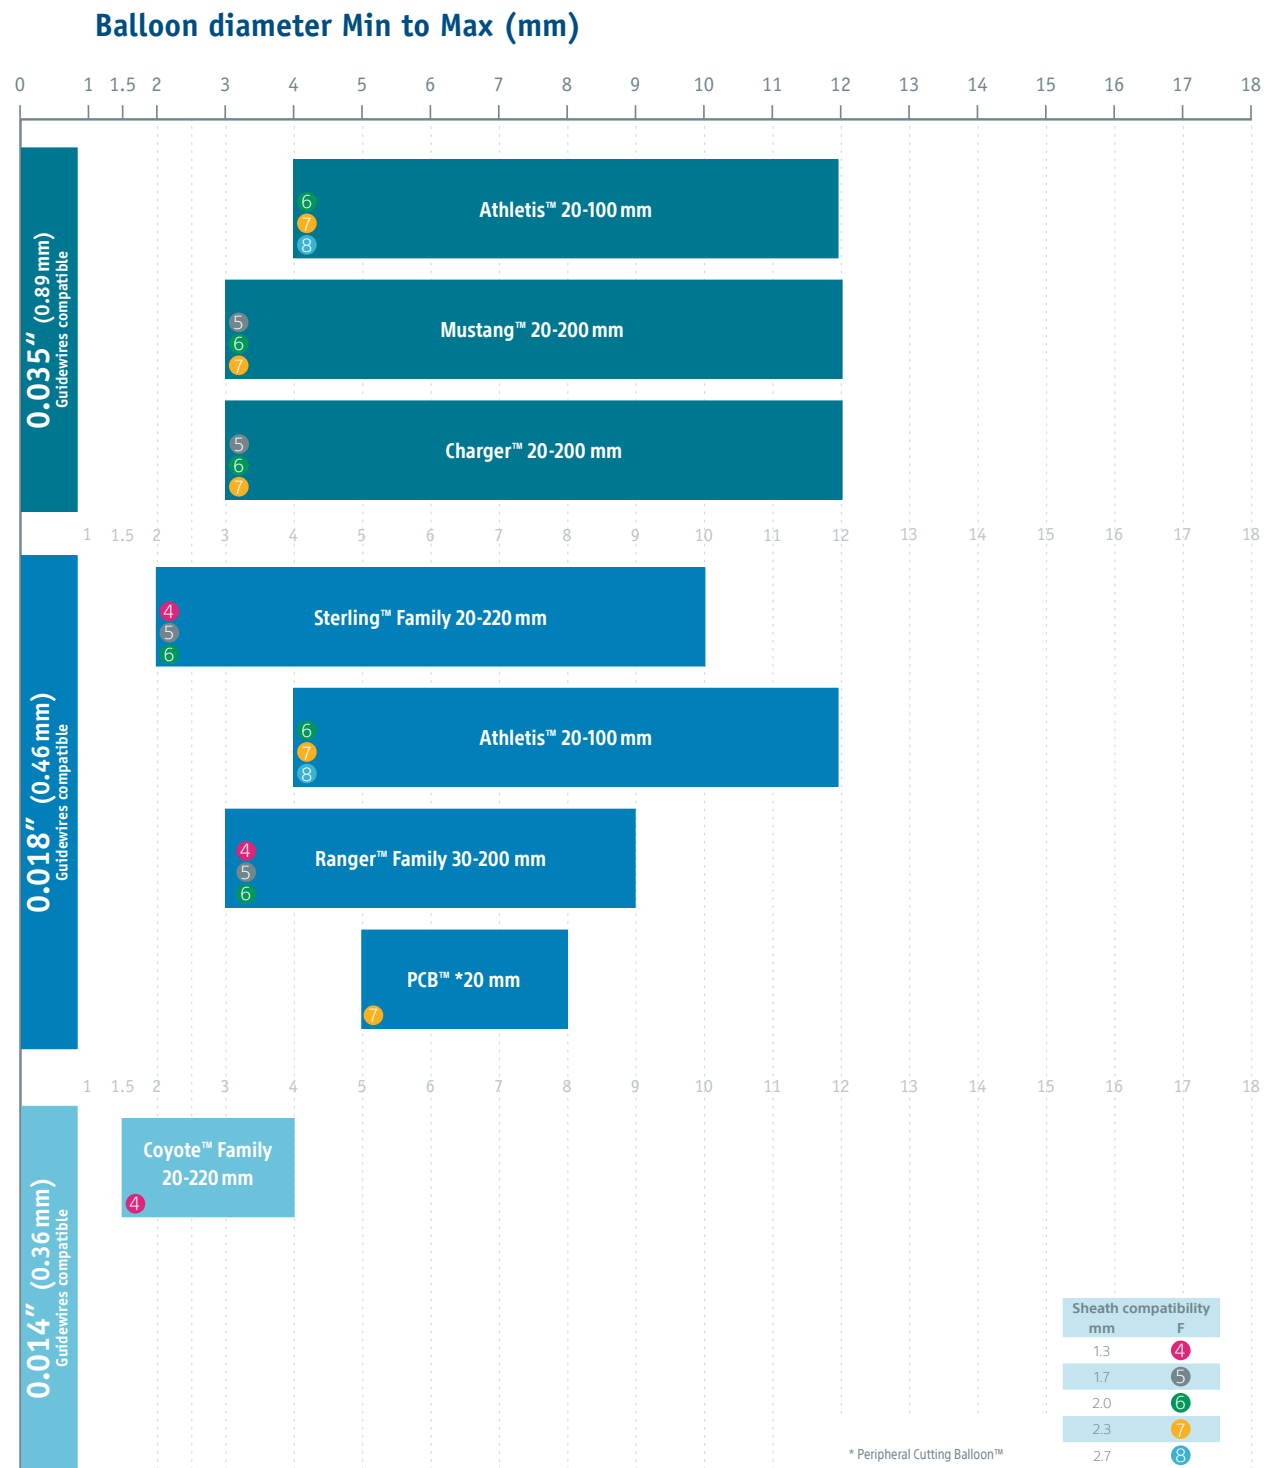 Balloon diameter Min to Max (mm)
0 1 1.5 2 3 4 5 6 7 8 9 10 11 12 13 14 15 16 17 18
0.035″ (0.89 mm)
Guidewires compatible
6
7
8
Athletis™ 20-100 mm
5
6
7
Mustang™ 20-200 mm
5
6
7
Charger™ 20-200 mm
1 1.5 2 3 4 5 6 7 8 9 10 11 12 13 14 15 16 17 18
0.018″ (0.46 mm)
Guidewires compatible
4
5
6
Sterling™ Family 20-220 mm
6
7
8
Athletis™ 20-100 mm
4
5
6
Ranger™ Family 30-200 mm
7
PCB™ *20 mm
1 1.5 2 3 4 5 6 7 8 9 10 11 12 13 14 15 16 17 18
0.014″ (0.36 mm)
Guidewires compatible
Coyote™ Family
20-220 mm
4
Sheath compatibility
mm F
1.3 4
1.7 5
2.0 6
2.3 7
2.7 8
* Peripheral Cutting Balloon™